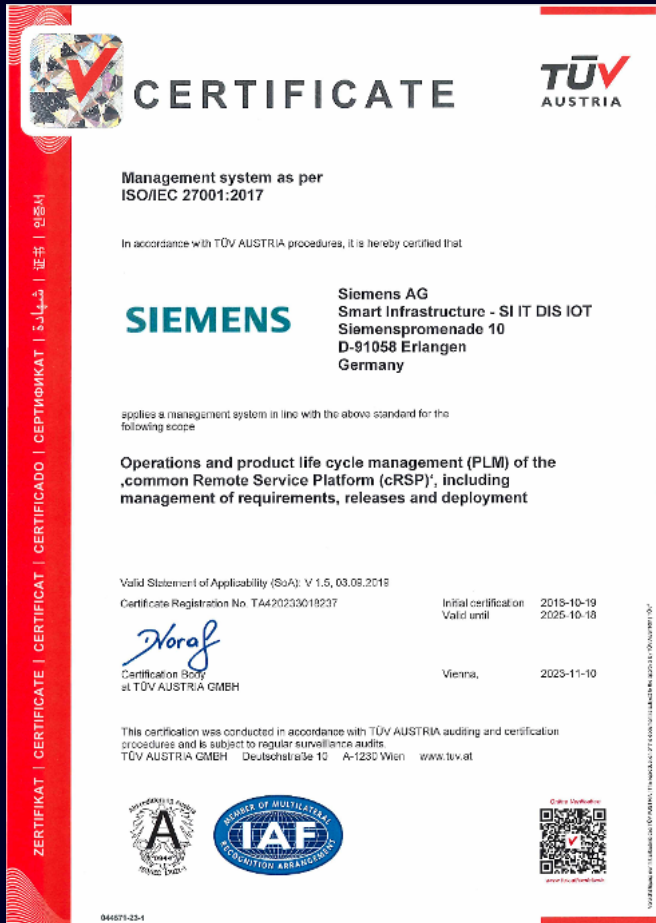 CERTIFICATE
TÜV
AUSTRIA
Management system as per
ISO/IEC 27001:2017
In accordance with TÜV AUSTRIA procedures, it is hereby certified that
SIEMENS
Siemens AG
Smart Infrastructure - SI IT DIS IOT
Siemenspromenade 10
D-91058 Erlangen
Germany
applies a management system in line with the above standard for the
following scope
Operations and product life cycle management (PLM) of the
‚common Remote Service Platform (cRSP)‘, including
management of requirements, releases and deployment
Valid Statement of Applicability (SoA): V 1.5, 03.09.2019
Certificate Registration No. TA420233018237
Initial certification 2016-10-19
Valid until 2025-10-18
Certification Body
at TÜV AUSTRIA GMBH
Vienna, 2023-11-10
This certification was conducted in accordance with TÜV AUSTRIA auditing and certification
procedures and is subject to regular surveillance audits.
TÜV AUSTRIA GMBH Deutschstraße 10 A-1230 Wien www.tuv.at
ZERTIFIKAT | CERTIFICATE | CERTIFICAT | CERTIFICADO | СЕРТИФИКАТ | شهادة | 证书 | 인증서
A
MEMBER OF MULTILATERAL
IAF
RECOGNITION ARRANGEMENT
Online Verification
044671-23-1